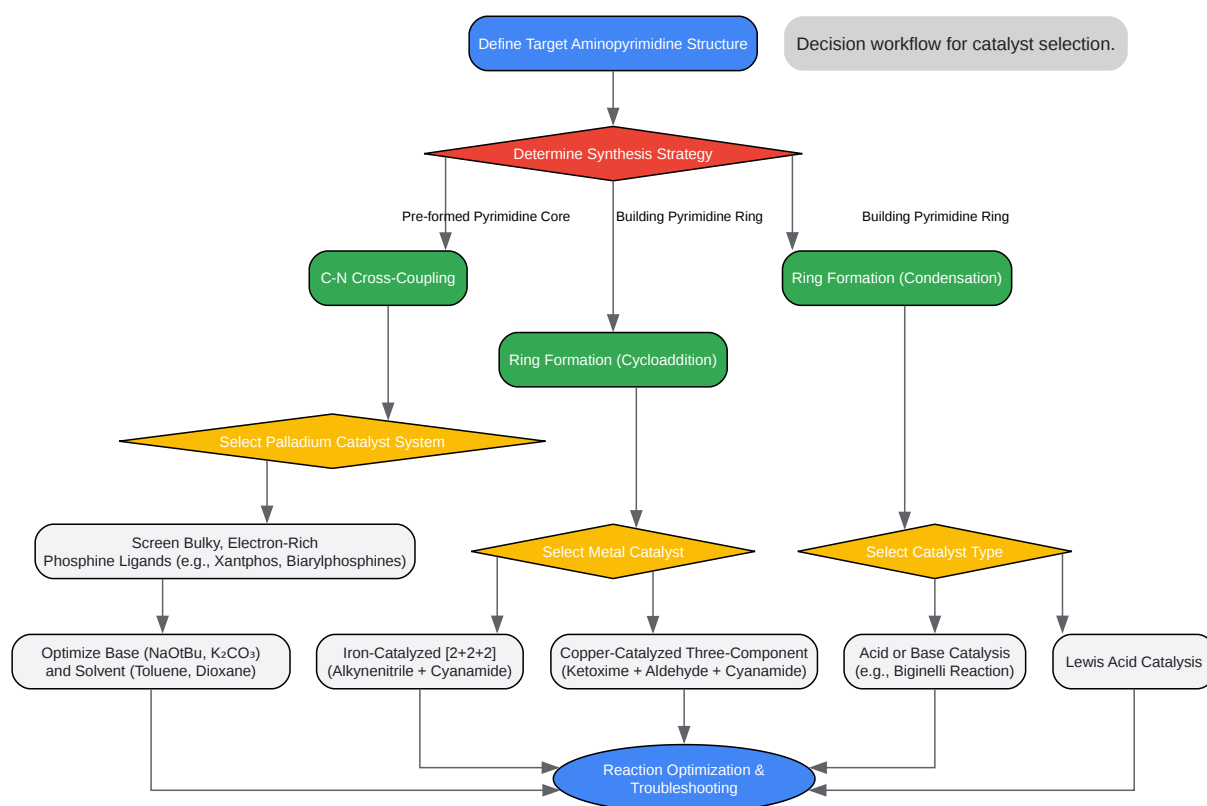 Define Target Aminopyrimidine Structure
Decision workflow for catalyst selection.
Determine Synthesis Strategy
Pre-formed Pyrimidine Core
Building Pyrimidine Ring
Building Pyrimidine Ring
C-N Cross-Coupling
Ring Formation (Condensation)
Ring Formation (Cycloaddition)
Select Palladium Catalyst System
Screen Bulky, Electron-Rich
Phosphine Ligands (e.g., Xantphos, Biarylphosphines)
Select Metal Catalyst
Select Catalyst Type
Optimize Base (NaOtBu, K₂CO₃)
and Solvent (Toluene, Dioxane)
Iron-Catalyzed [2+2+2]
(Alkynenitrile + Cyanamide)
Copper-Catalyzed Three-Component
(Ketoxime + Aldehyde + Cyanamide)
Acid or Base Catalysis
(e.g., Biginelli Reaction)
Lewis Acid Catalysis
Reaction Optimization &
Troubleshooting